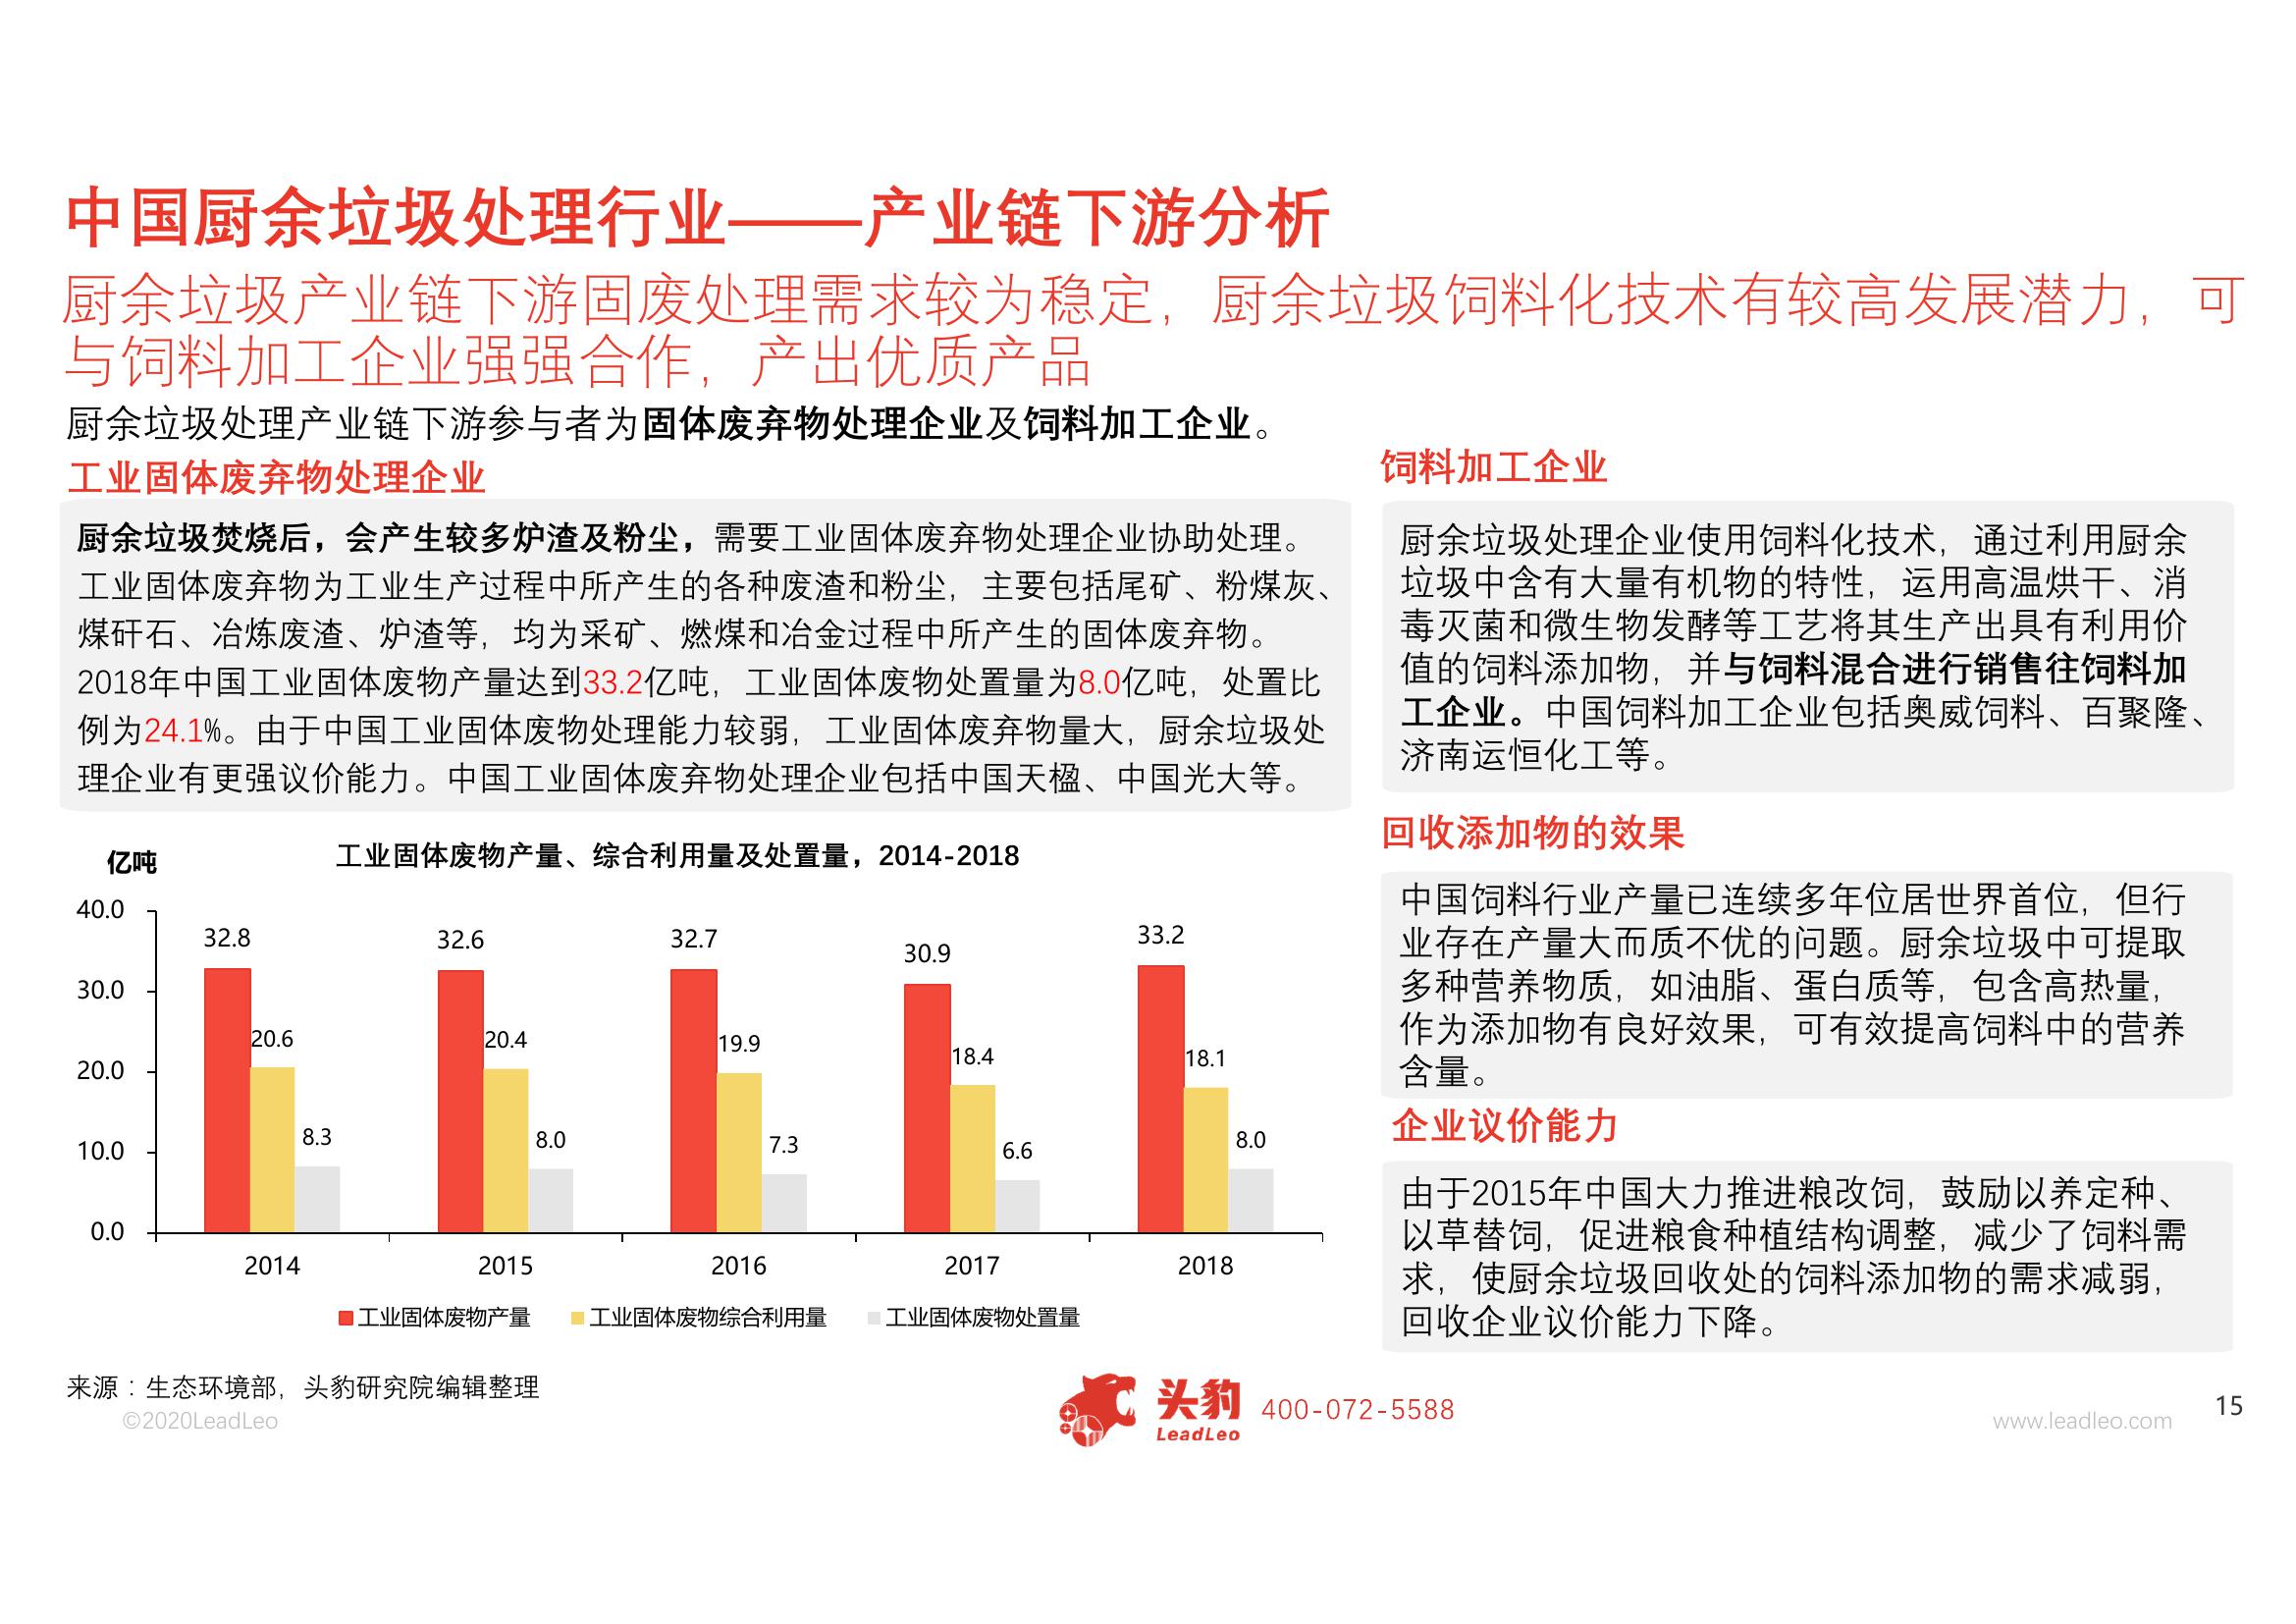 中国厨余垃圾处理行业——产业链下游分析
厨余垃圾产业链下游固废处理需求较为稳定，厨余垃圾饲料化技术有较高发展潜力，可
与饲料加工企业强强合作，产出优质产品
厨余垃圾处理产业链下游参与者为固体废弃物处理企业及饲料加工企业。
工业固体废弃物处理企业
厨余垃圾焚烧后，会产生较多炉渣及粉尘，需要工业固体废弃物处理企业协助处理。
工业固体废弃物为工业生产过程中所产生的各种废渣和粉尘，主要包括尾矿、粉煤灰、
煤矸石、冶炼废渣、炉渣等，均为采矿、燃煤和冶金过程中所产生的固体废弃物。
2018年中国工业固体废物产量达到33.2亿吨，工业固体废物处置量为8.0亿吨，处置比
例为24.1%。由于中国工业固体废物处理能力较弱，工业固体废弃物量大，厨余垃圾处
理企业有更强议价能力。中国工业固体废弃物处理企业包括中国天楹、中国光大等。
亿吨
工业固体废物产量、综合利用量及处置量，2014-2018
40.0
30.0
20.0
10.0
0.0
32.8
20.6
8.3
32.6
20.4
8.0
32.7
19.9
7.3
30.9
18.4
6.6
33.2
18.1
8.0
2014
2015
2016
2017
2018
工业固体废物产量
工业固体废物综合利用量
工业固体废物处置量
饲料加工企业
厨余垃圾处理企业使用饲料化技术，通过利用厨余
垃圾中含有大量有机物的特性，运用高温烘干、消
毒灭菌和微生物发酵等工艺将其生产出具有利用价
值的饲料添加物，并与饲料混合进行销售往饲料加
工企业。中国饲料加工企业包括奥威饲料、百聚隆、
济南运恒化工等。
回收添加物的效果
中国饲料行业产量已连续多年位居世界首位，但行
业存在产量大而质不优的问题。厨余垃圾中可提取
多种营养物质，如油脂、蛋白质等，包含高热量，
作为添加物有良好效果，可有效提高饲料中的营养
含量。
企业议价能力
由于2015年中国大力推进粮改饲，鼓励以养定种、
以草替饲，促进粮食种植结构调整，减少了饲料需
求，使厨余垃圾回收处的饲料添加物的需求减弱，
回收企业议价能力下降。
来源：生态环境部，头豹研究院编辑整理
©2020LeadLeo
头豹
LeadLeo
400-072-5588
www.leadleo.com
15